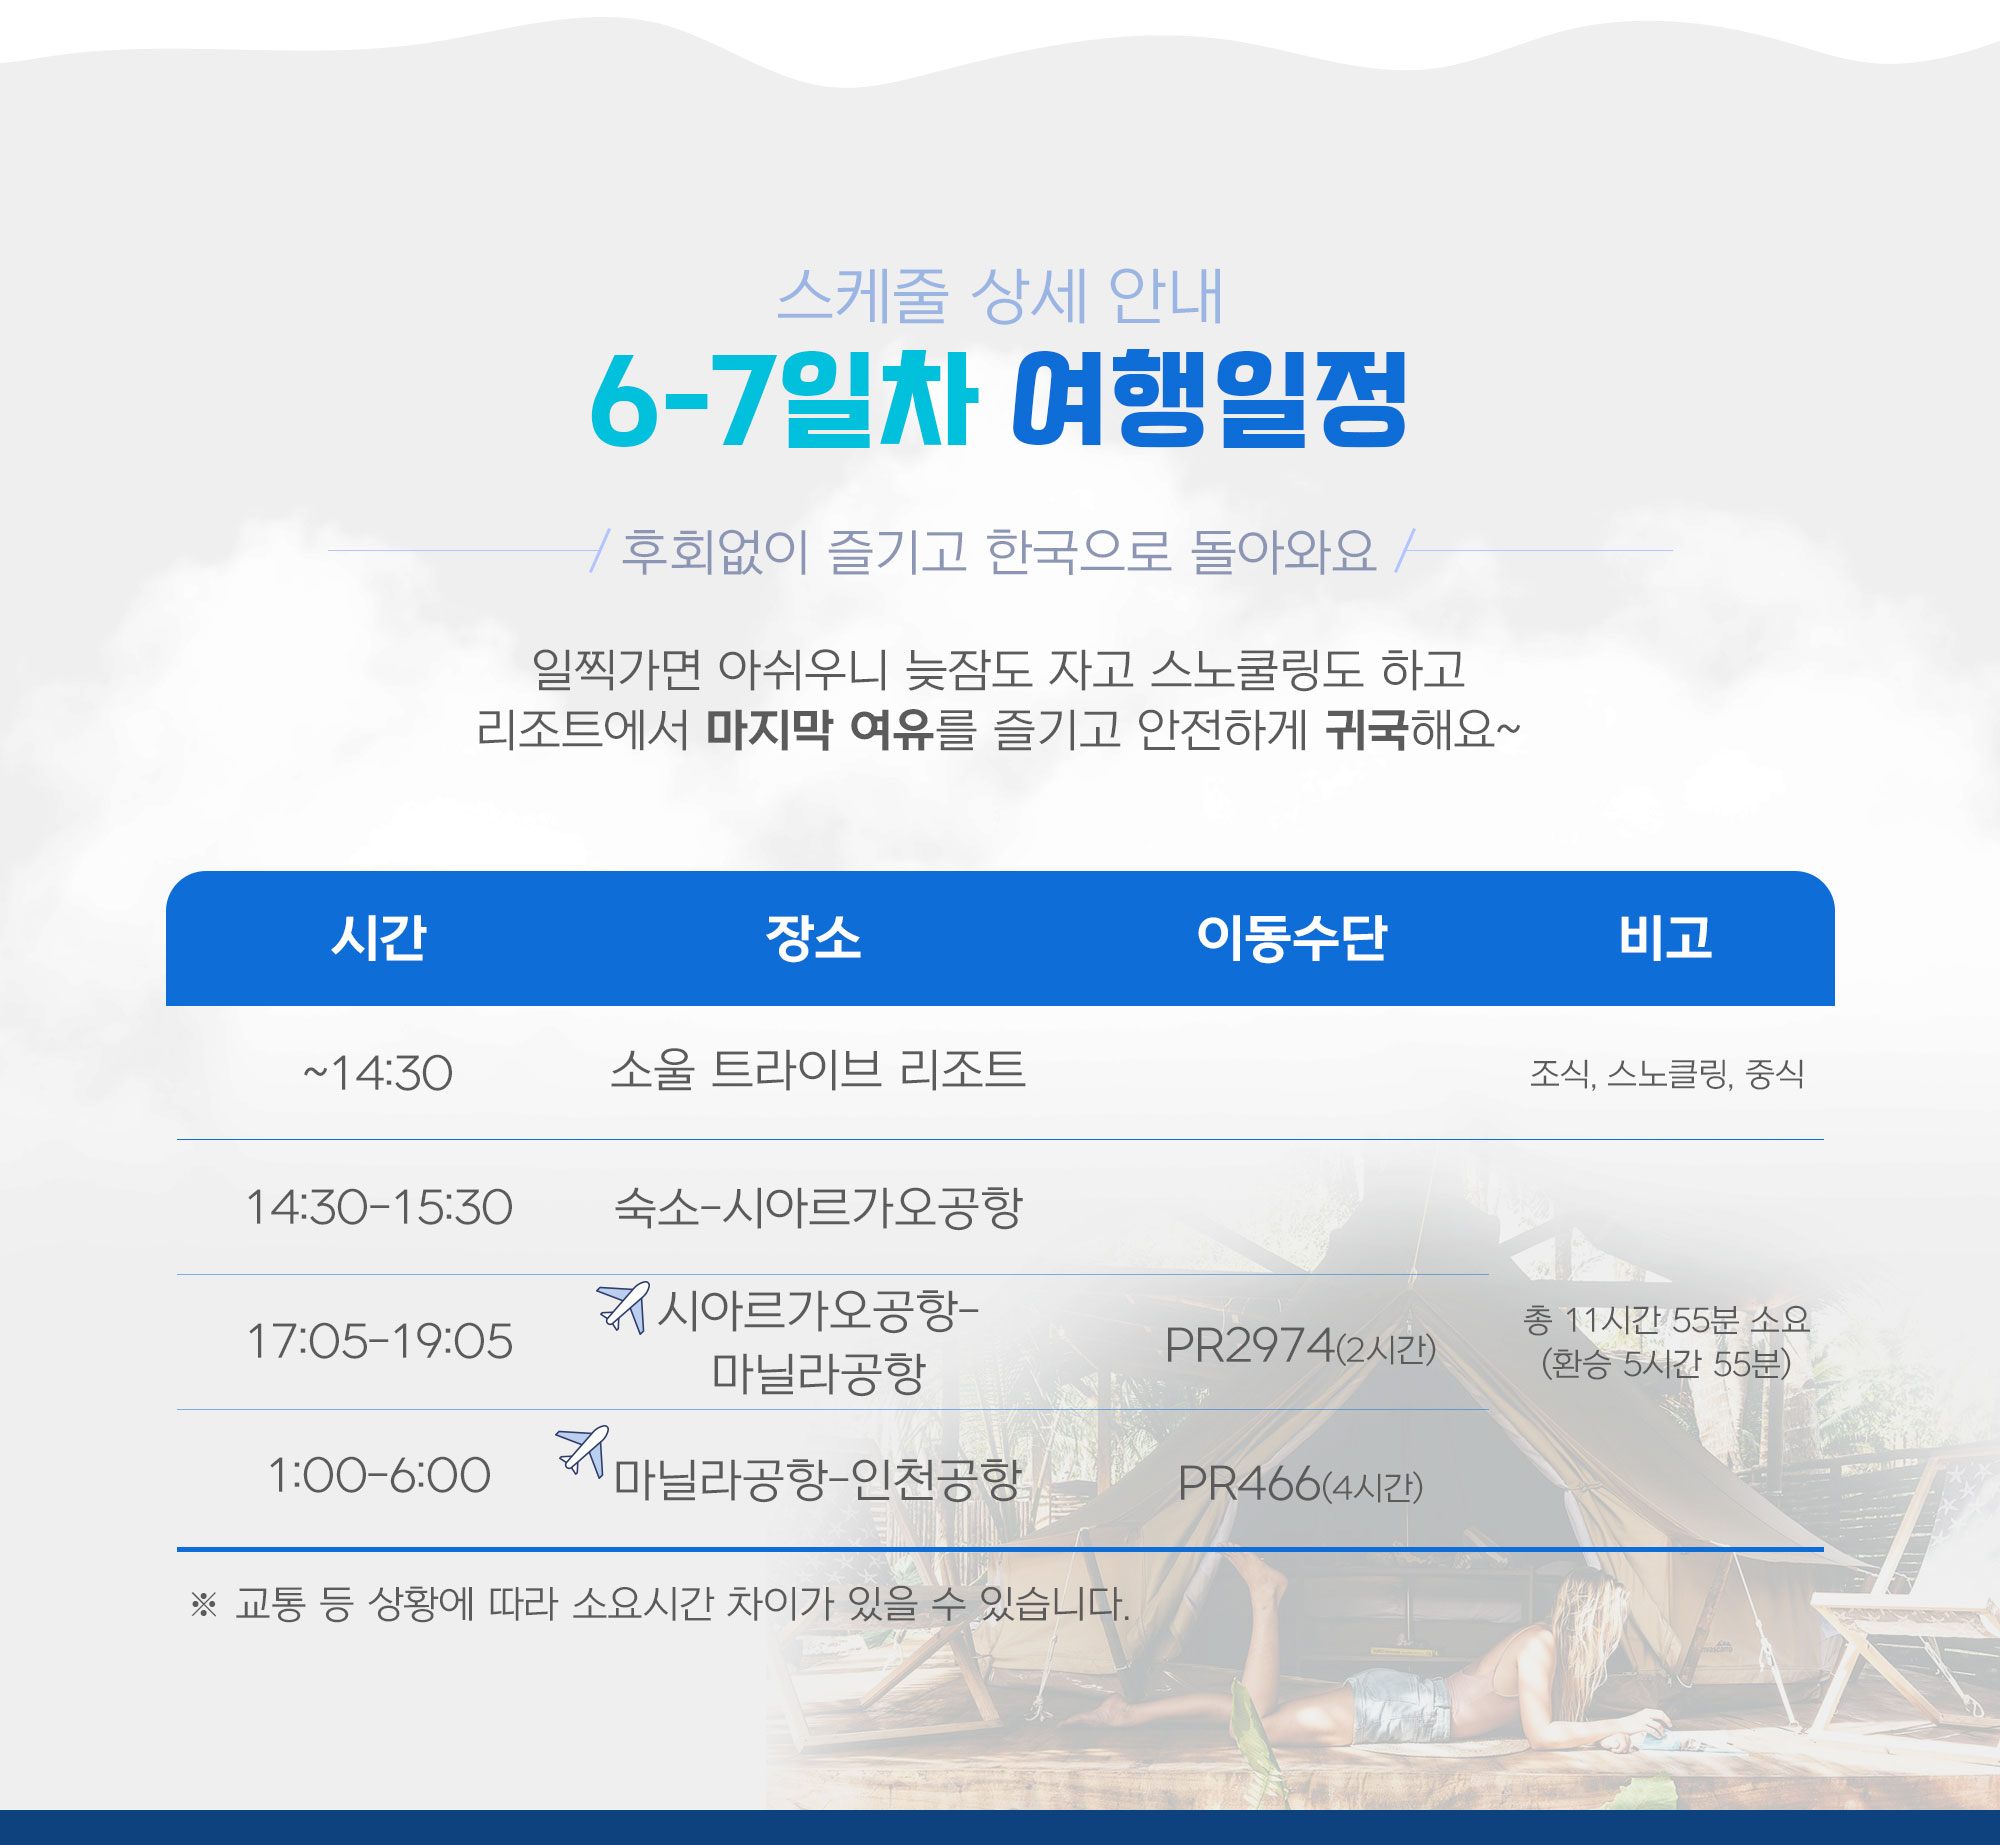 스케줄 상세 안내
6-7일차 여행일정
후회없이 즐기고 한국으로 돌아와요
일찍가면 아쉬우니 늦잠도 자고 스노쿨링도 하고
리조트에서 마지막 여유를 즐기고 안전하게 귀국해요~
시간 장소 이동수단 비고
~14:30 소울 트라이브 리조트 조식, 스노클링, 중식
14:30-15:30 숙소-시아르가오공항
17:05-19:05 시아르가오공항-
마닐라공항 PR2974(2시간)
총 11시간 55분 소요
(환승 5시간 55분)
1:00-6:00 마닐라공항-인천공항 PR466(4시간)
※ 교통 등 상황에 따라 소요시간 차이가 있을 수 있습니다.